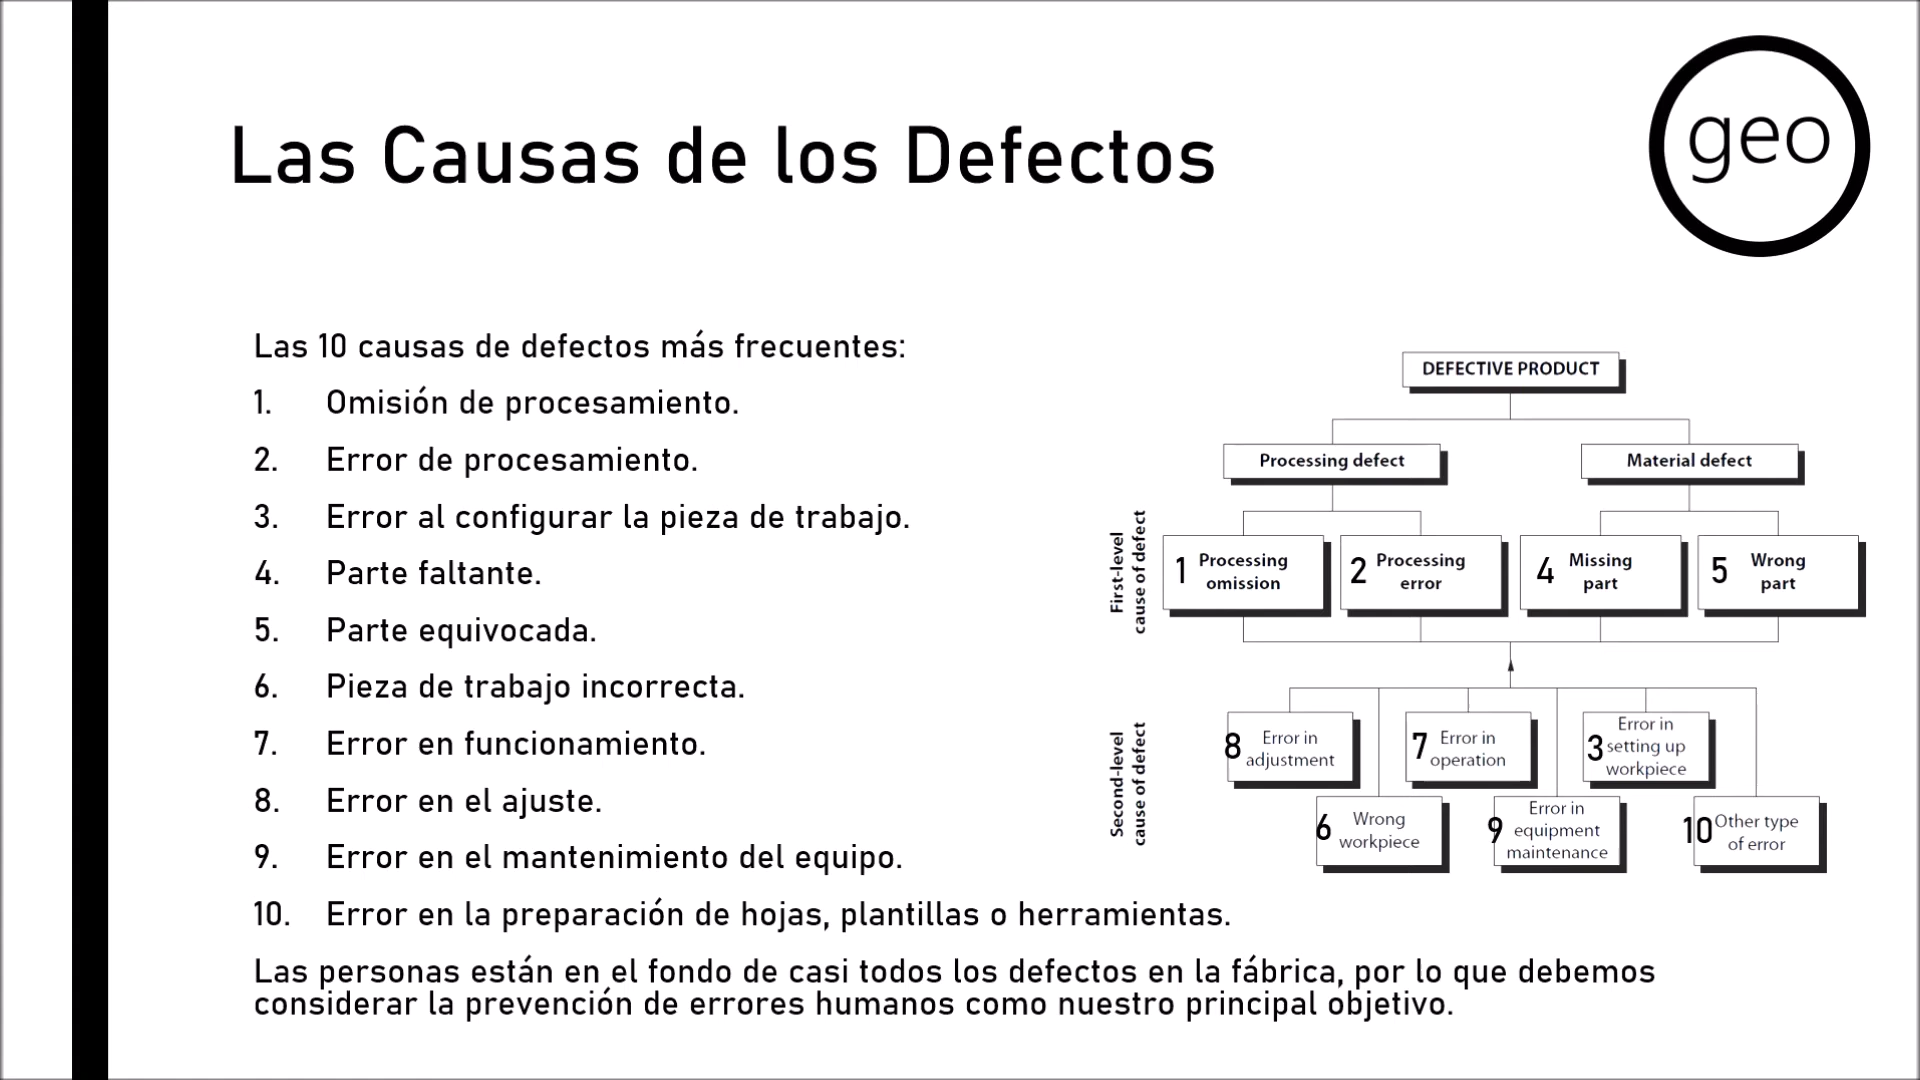 Las Causas de los Defectos
geo
Las 10 causas de defectos más frecuentes:
1. Omisión de procesamiento.
2. Error de procesamiento.
3. Error al configurar la pieza de trabajo.
4. Parte faltante.
5. Parte equivocada.
6. Pieza de trabajo incorrecta.
7. Error en funcionamiento.
8. Error en el ajuste.
9. Error en el mantenimiento del equipo.
10. Error en la preparación de hojas, plantillas o herramientas.
Las personas están en el fondo de casi todos los defectos en la fábrica, por lo que debemos
considerar la prevención de errores humanos como nuestro principal objetivo.
DEFECTIVE PRODUCT
Processing defect
Material defect
First-level
cause of defect
1 Processing
omission
2 Processing
error
4 Missing
part
5 Wrong
part
Second-level
cause of defect
8 Error in
adjustment
7 Error in
operation
3 Error in
setting up
workpiece
6 Wrong
workpiece
9 Error in
equipment
maintenance
10 Other type
of error